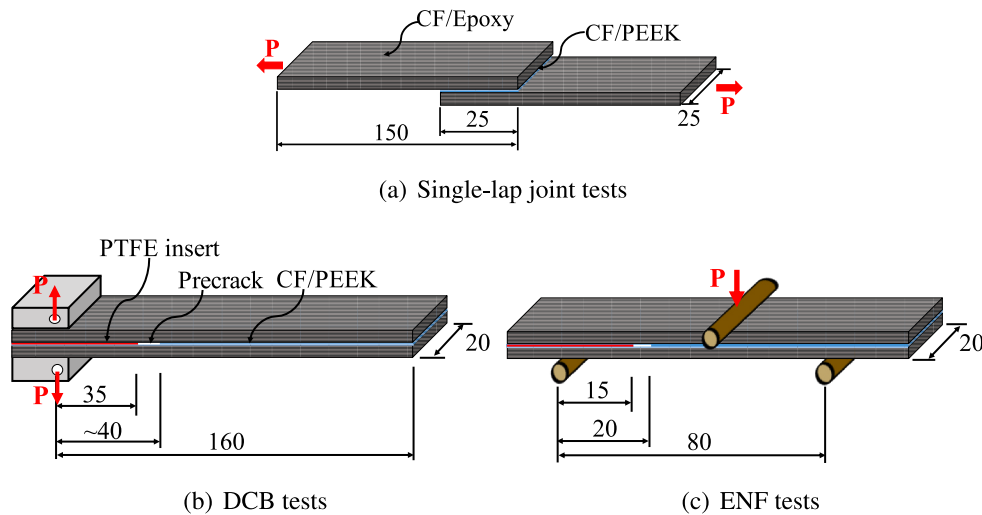 CF/Epoxy
CF/PEEK
P
P
25
25
150
(a) Single-lap joint tests
PTFE insert
Precrack
CF/PEEK
P
P
20
35
~40
160
(b) DCB tests
P
20
15
20
80
(c) ENF tests